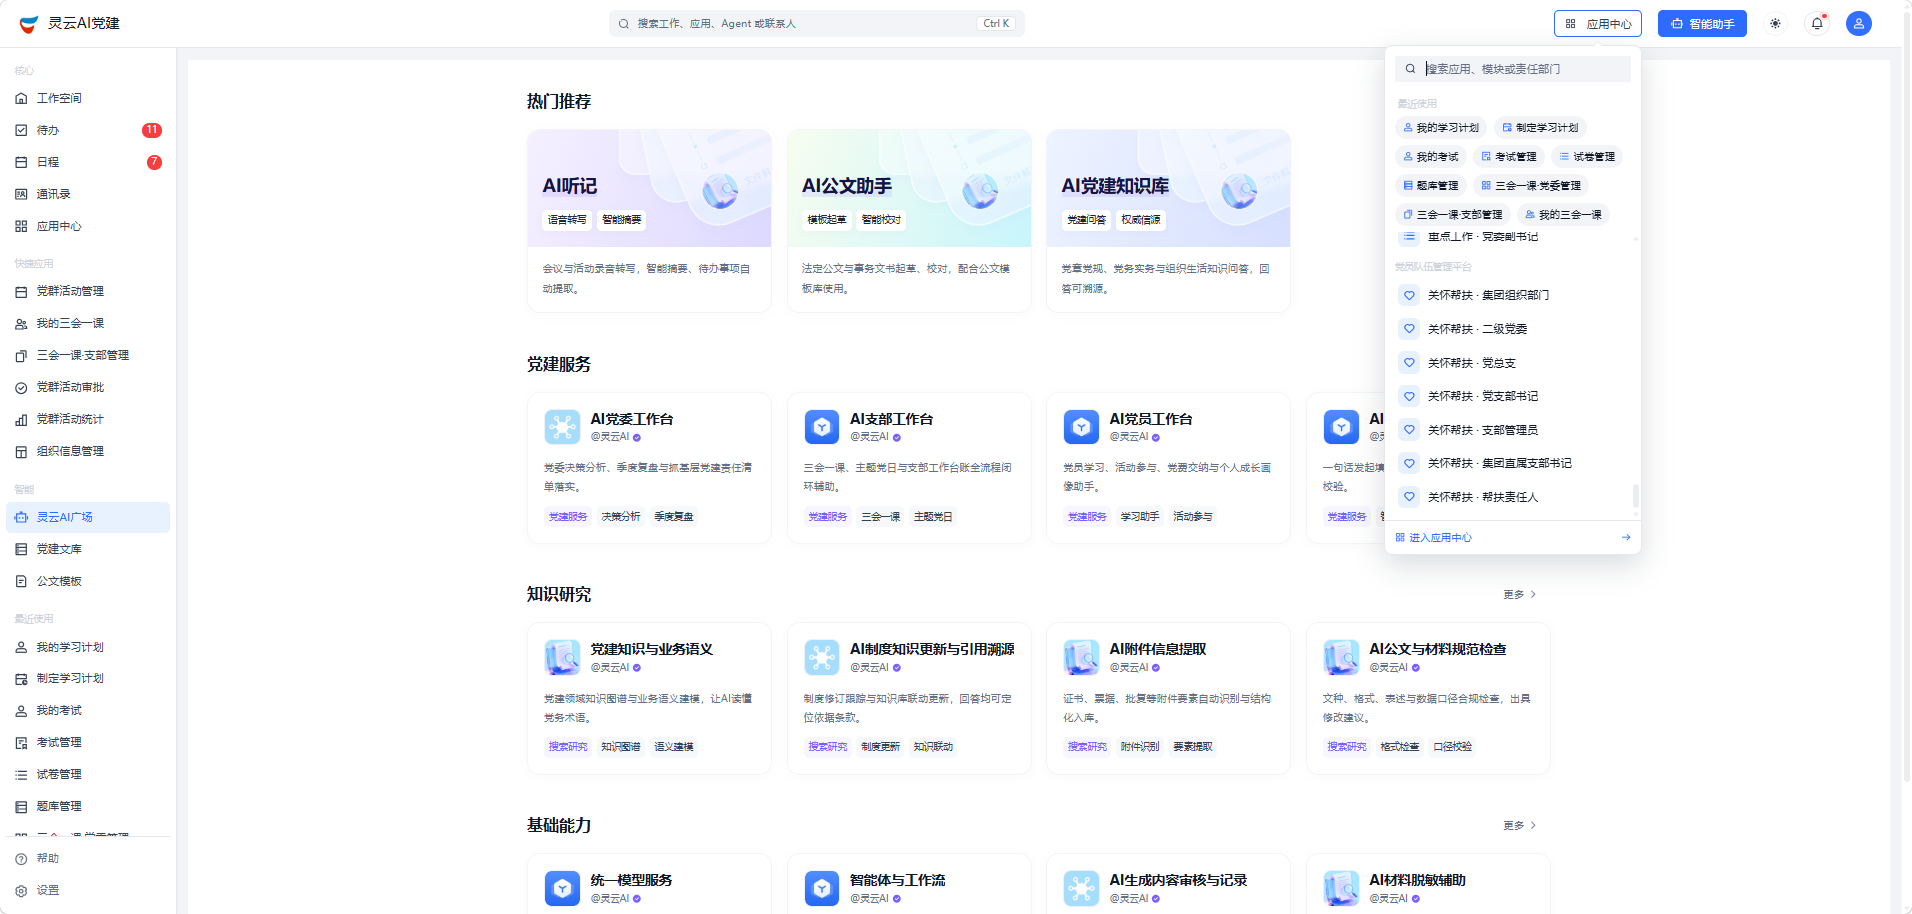 灵云AI党建
搜索工作、应用、Agent 或联系人
Ctrl K
应用中心
智能助手
核心
工作空间
待办
11
日程
7
通讯录
应用中心
快捷应用
党群活动管理
我的三会一课
三会一课·支部管理
党群活动审批
党群活动统计
组织信息管理
智能
灵云AI广场
党建文库
公文模板
最近使用
我的学习计划
制定学习计划
我的考试
考试管理
试卷管理
题库管理
三会一课·党委管理
帮助
设置
热门推荐
AI听记
语音转写 智能摘要
会议与活动录音转写，智能摘要、待办事项自
动提取。
AI公文助手
模板起草 智能校对
法定公文与事务文书起草、校对，配合公文模
板库使用。
AI党建知识库
党建问答 权威信源
党章党规、党务实务与组织生活知识问答，回
答可溯源。
党建服务
AI党委工作台
@灵云AI
党委决策分析、季度复盘与抓基层党建责任清
单落实。
党建服务 决策分析 季度复盘
AI支部工作台
@灵云AI
三会一课、主题党日与支部工作台账全流程闭
环辅助。
党建服务 三会一课 主题党日
AI党员工作台
@灵云AI
党员学习、活动参与、党费交纳与个人成长画
像助手。
党建服务 学习助手 活动参与
AI
@灵
一句话发起填
校验。
党建服务
知识研究
更多
党建知识与业务语义
@灵云AI
党建领域知识图谱与业务语义建模，让AI读懂
党务术语。
搜索研究 知识图谱 语义建模
AI制度知识更新与引用溯源
@灵云AI
制度修订跟踪与知识库联动更新，回答均可定
位依据条款。
搜索研究 制度更新 知识联动
AI附件信息提取
@灵云AI
证书、票据、批复等附件要素自动识别与结构
化入库。
搜索研究 附件识别 要素提取
AI公文与材料规范检查
@灵云AI
文种、格式、表述与数据口径合规检查，出具
修改建议。
搜索研究 格式检查 口径校验
基础能力
更多
统一模型服务
@灵云AI
智能体与工作流
@灵云AI
AI生成内容审核与记录
@灵云AI
AI材料脱敏辅助
@灵云AI
搜索应用、模块或责任部门
最近使用
我的学习计划 制定学习计划
我的考试 考试管理 试卷管理
题库管理 三会一课·党委管理
三会一课·支部管理 我的三会一课
重点工作 · 党委副书记
党员队伍管理平台
关怀帮扶 · 集团组织部门
关怀帮扶 · 二级党委
关怀帮扶 · 党总支
关怀帮扶 · 党支部书记
关怀帮扶 · 支部管理员
关怀帮扶 · 集团直属支部书记
关怀帮扶 · 帮扶责任人
进入应用中心